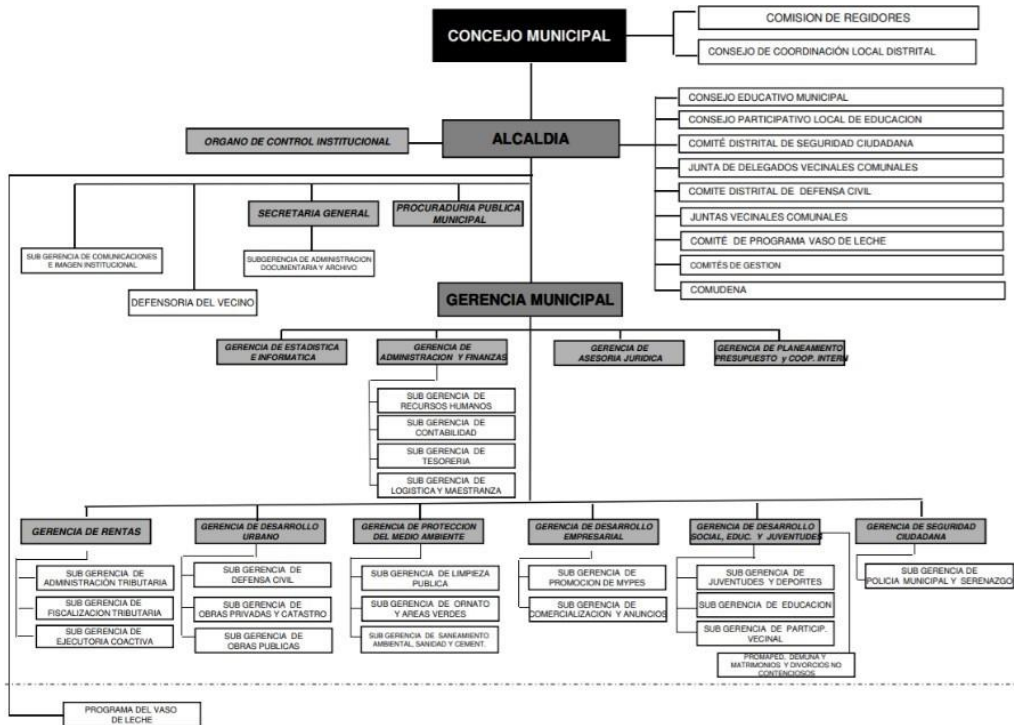 CONCEJO MUNICIPAL
COMISION DE REGIDORES
CONSEJO DE COORDINACIÓN LOCAL DISTRITAL
ORGANO DE CONTROL INSTITUCIONAL
ALCALDIA
CONSEJO EDUCATIVO MUNICIPAL
CONSEJO PARTICIPATIVO LOCAL DE EDUCACION
COMITÉ DISTRITAL DE SEGURIDAD CIUDADANA
JUNTA DE DELEGADOS VECINALES COMUNALES
COMITE DISTRITAL DE DEFENSA CIVIL
JUNTAS VECINALES COMUNALES
COMITÉ DE PROGRAMA VASO DE LECHE
COMITÉS DE GESTION
COMUDENA
SECRETARIA GENERAL
PROCURADURIA PUBLICA
MUNICIPAL
SUB GERENCIA DE COMUNICACIONES
E IMAGEN INSTITUCIONAL
SUBGERENCIA DE ADMINISTRACION
DOCUMENTARIA Y ARCHIVO
DEFENSORIA DEL VECINO
GERENCIA MUNICIPAL
GERENCIA DE ESTADISTICA
E INFORMATICA
GERENCIA DE
ADMINISTRACION Y FINANZAS
GERENCIA DE
ASESORIA JURIDICA
GERENCIA DE PLANEAMIENTO
PRESUPUESTO y COOP. INTERN
SUB GERENCIA DE
RECURSOS HUMANOS
SUB GERENCIA DE
CONTABILIDAD
SUB GERENCIA DE
TESORERIA
SUB GERENCIA DE
LOGISTICA Y MAESTRANZA
GERENCIA DE RENTAS
SUB GERENCIA DE
ADMINISTRACIÓN TRIBUTARIA
SUB GERENCIA DE
FISCALIZACION TRIBUTARIA
SUB GERENCIA DE
EJECUTORIA COACTIVA
GERENCIA DE DESARROLLO
URBANO
SUB GERENCIA DE
DEFENSA CIVIL
SUB GERENCIA DE
OBRAS PRIVADAS Y CATASTRO
SUB GERENCIA DE
OBRAS PUBLICAS
GERENCIA DE PROTECCION
DEL MEDIO AMBIENTE
SUB GERENCIA DE LIMPIEZA
PUBLICA
SUB GERENCIA DE ORNATO
Y AREAS VERDES
SUB GERENCIA DE SANEAMIENTO
AMBIENTAL, SANIDAD Y CEMENT.
GERENCIA DE DESARROLLO
EMPRESARIAL
SUB GERENCIA DE
PROMOCION DE MYPES
SUB GERENCIA DE
COMERCIALIZACION Y ANUNCIOS
GERENCIA DE DESARROLLO
SOCIAL, EDUC. Y JUVENTUDES
SUB GERENCIA DE
JUVENTUDES Y DEPORTES
SUB GERENCIA DE EDUCACION
SUB GERENCIA DE PARTICIP.
VECINAL
PROMAPED, DEMUNA Y
MATRIMONIOS Y DIVORCIOS NO
CONTENCIOSOS
GERENCIA DE SEGURIDAD
CIUDADANA
SUB GERENCIA DE
POLICIA MUNICIPAL Y SERENAZGO
PROGRAMA DEL VASO
DE LECHE